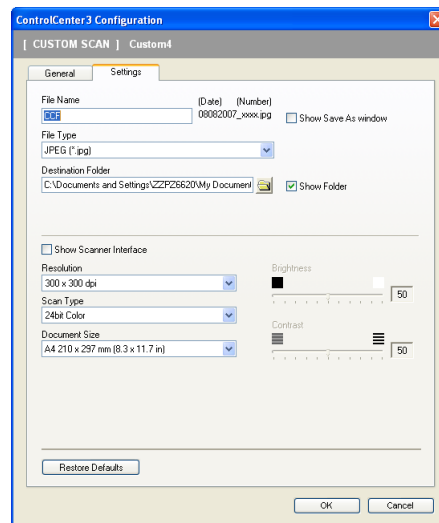 ControlCenter3 Configuration
[ CUSTOM SCAN ] Custom4
General Settings
File Name (Date) (Number)
CCF 08082007_xxxx.jpg Show Save As window
File Type
JPEG (*.jpg)
Destination Folder
C:\Documents and Settings\ZZPZ6620\My Document Show Folder
Show Scanner Interface
Resolution Brightness
300 x 300 dpi 50
Scan Type
24bit Color
Document Size Contrast
A4 210 x 297 mm (8.3 x 11.7 in) 50
Restore Defaults
OK Cancel